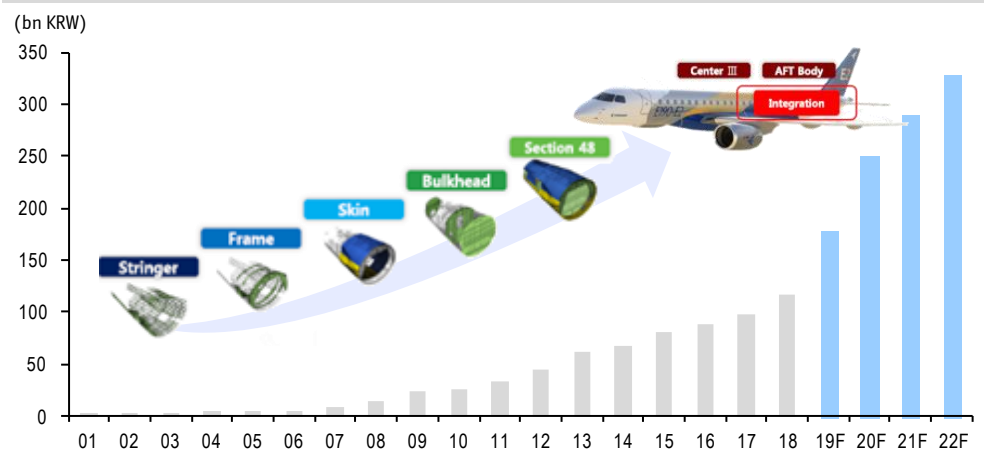 (bn KRW)
350
300
250
200
150
100
50
0
Center Ⅲ
AFT Body
Integration
Section 48
Bulkhead
Skin
Frame
Stringer
01 02 03 04 05 06 07 08 09 10 11 12 13 14 15 16 17 18 19F 20F 21F 22F